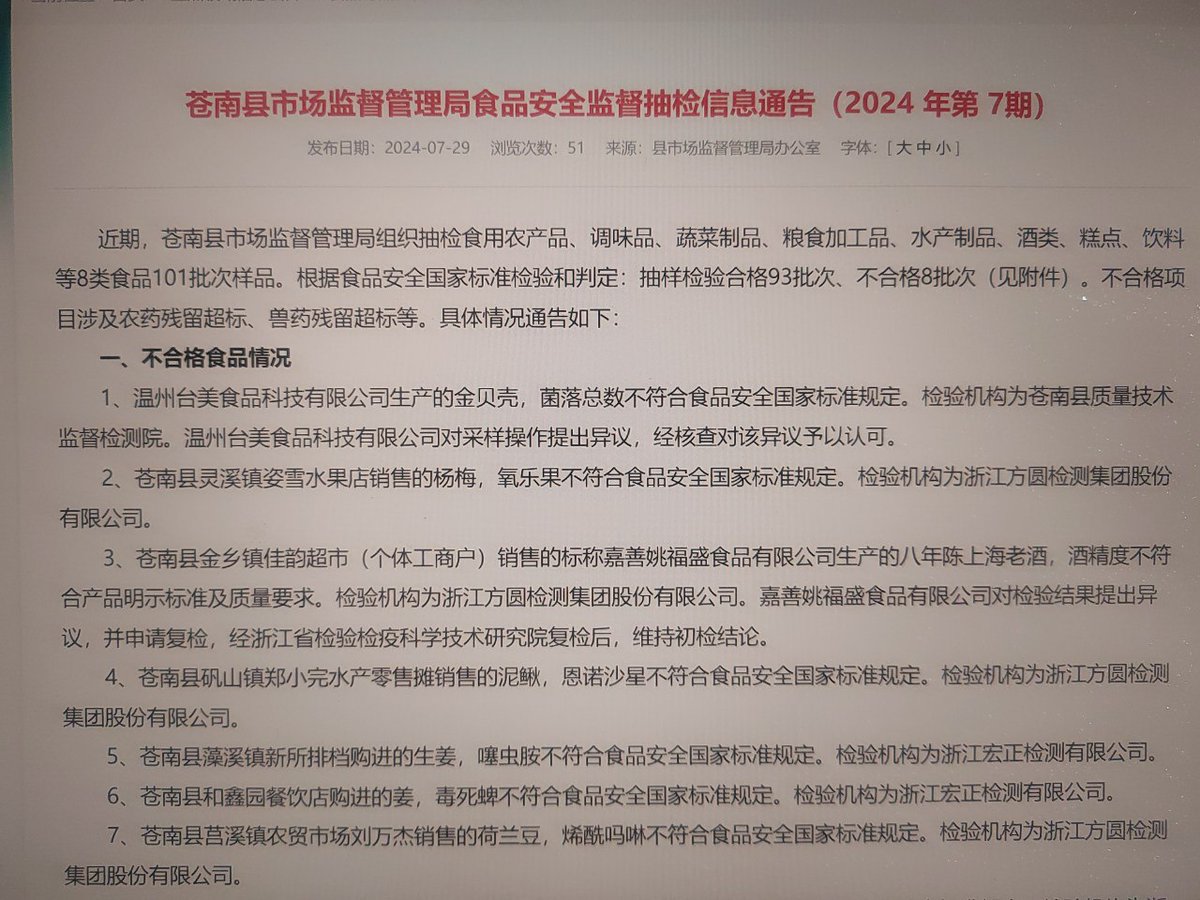 苍南县市场监督管理局食品安全监督抽检信息通告（2024 年第 7期）
发布日期：2024-07-29 浏览次数：51 来源：县市场监督管理局办公室 字体：[ 大 中 小 ]
近期，苍南县市场监督管理局组织抽检食用农产品、调味品、蔬菜制品、粮食加工品、水产制品、酒类、糕点、饮料
等8类食品101批次样品。根据食品安全国家标准检验和判定：抽样检验合格93批次、不合格8批次（见附件）。不合格项
目涉及农药残留超标、兽药残留超标等。具体情况通告如下：
一、不合格食品情况
1、温州台美食品科技有限公司生产的金贝壳，菌落总数不符合食品安全国家标准规定。检验机构为苍南县质量技术
监督检测院。温州台美食品科技有限公司对采样操作提出异议，经核查对该异议予以认可。
2、苍南县灵溪镇姿雪水果店销售的杨梅，氧乐果不符合食品安全国家标准规定。检验机构为浙江方圆检测集团股份
有限公司。
3、苍南县金乡镇佳韵超市（个体工商户）销售的标称嘉善姚福盛食品有限公司生产的八年陈上海老酒，酒精度不符
合产品明示标准及质量要求。检验机构为浙江方圆检测集团股份有限公司。嘉善姚福盛食品有限公司对检验结果提出异
议，并申请复检，经浙江省检验检疫科学技术研究院复检后，维持初检结论。
4、苍南县矾山镇郑小完水产零售摊销售的泥鳅，恩诺沙星不符合食品安全国家标准规定。检验机构为浙江方圆检测
集团股份有限公司。
5、苍南县藻溪镇新所排档购进的生姜，噻虫胺不符合食品安全国家标准规定。检验机构为浙江宏正检测有限公司。
6、苍南县和鑫园餐饮店购进的姜，毒死蜱不符合食品安全国家标准规定。检验机构为浙江宏正检测有限公司。
7、苍南县莒溪镇农贸市场刘万杰销售的荷兰豆，烯酰吗啉不符合食品安全国家标准规定。检验机构为浙江方圆检测
集团股份有限公司。